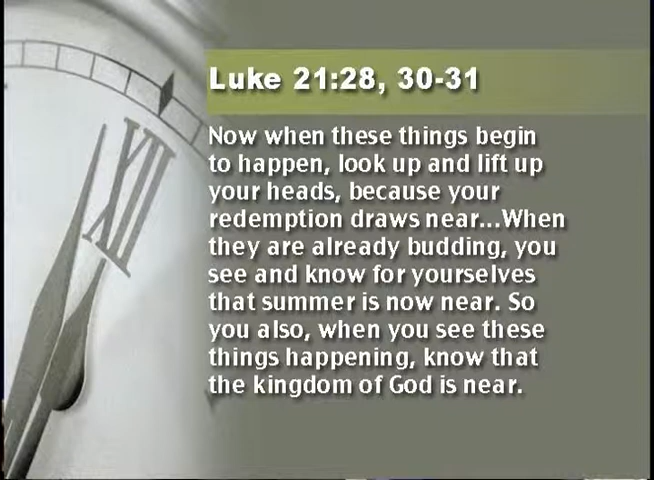 Luke 21:28, 30-31
XII
Now when these things begin
to happen, look up and lift up
your heads, because your
redemption draws near...When
they are already budding, you
see and know for yourselves
that summer is now near. So
you also, when you see these
things happening, know that
the kingdom of God is near.